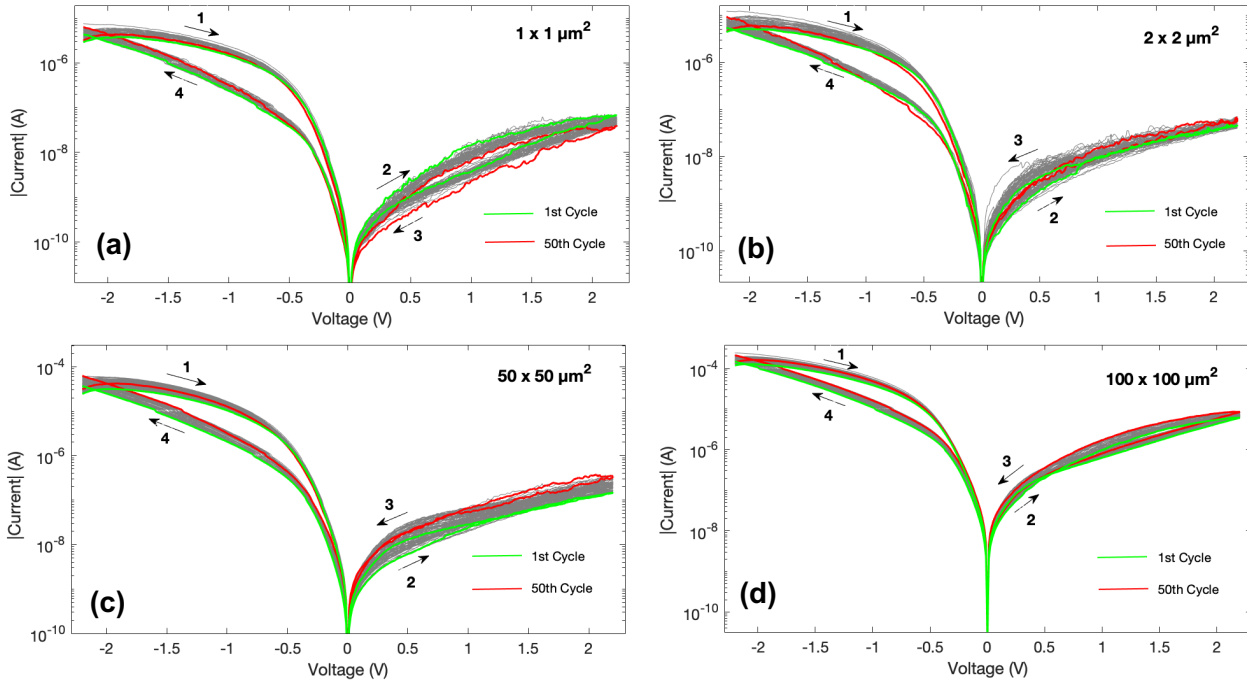 1
1 x 1 µm²
4
2
3
1st Cycle
50th Cycle
(a)
10⁻⁶
10⁻⁸
10⁻¹⁰
|Current| (A)
-2 -1.5 -1 -0.5 0 0.5 1 1.5 2
Voltage (V)
1
2 x 2 µm²
4
3
2
1st Cycle
50th Cycle
(b)
10⁻⁶
10⁻⁸
10⁻¹⁰
|Current| (A)
-2 -1.5 -1 -0.5 0 0.5 1 1.5 2
Voltage (V)
1
50 x 50 µm²
4
3
2
1st Cycle
50th Cycle
(c)
10⁻⁴
10⁻⁶
10⁻⁸
10⁻¹⁰
|Current| (A)
-2 -1.5 -1 -0.5 0 0.5 1 1.5 2
Voltage (V)
1
100 x 100 µm²
4
3
2
1st Cycle
50th Cycle
(d)
10⁻⁴
10⁻⁶
10⁻⁸
10⁻¹⁰
|Current| (A)
-2 -1.5 -1 -0.5 0 0.5 1 1.5 2
Voltage (V)